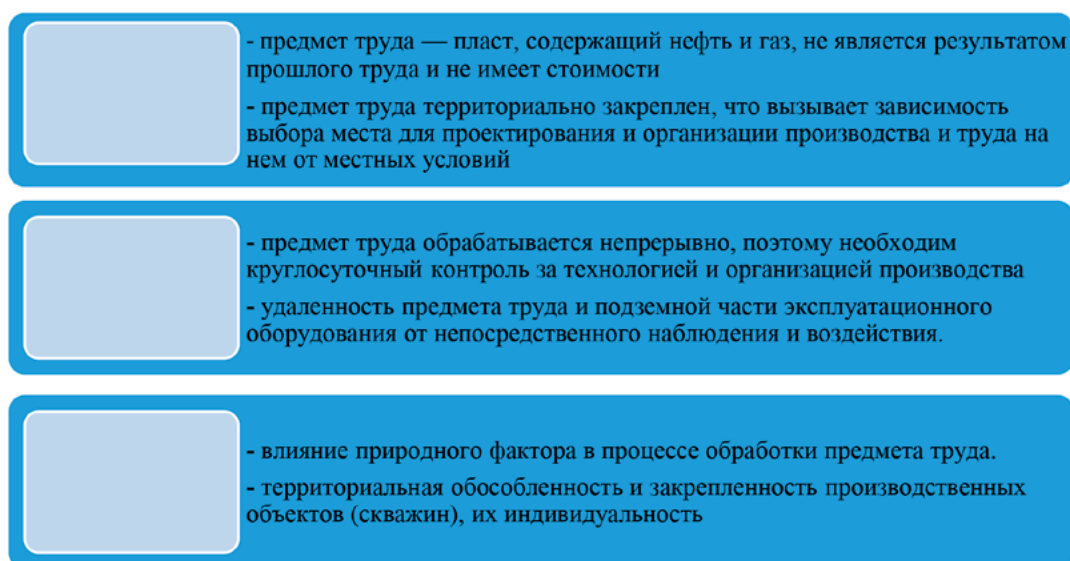 - предмет труда — пласт, содержащий нефть и газ, не является результатом
прошлого труда и не имеет стоимости
- предмет труда территориально закреплен, что вызывает зависимость
выбора места для проектирования и организации производства и труда на
нем от местных условий
- предмет труда обрабатывается непрерывно, поэтому необходим
круглосуточный контроль за технологией и организацией производства
- удаленность предмета труда и подземной части эксплуатационного
оборудования от непосредственного наблюдения и воздействия.
- влияние природного фактора в процессе обработки предмета труда.
- территориальная обособленность и закрепленность производственных
объектов (скважин), их индивидуальность